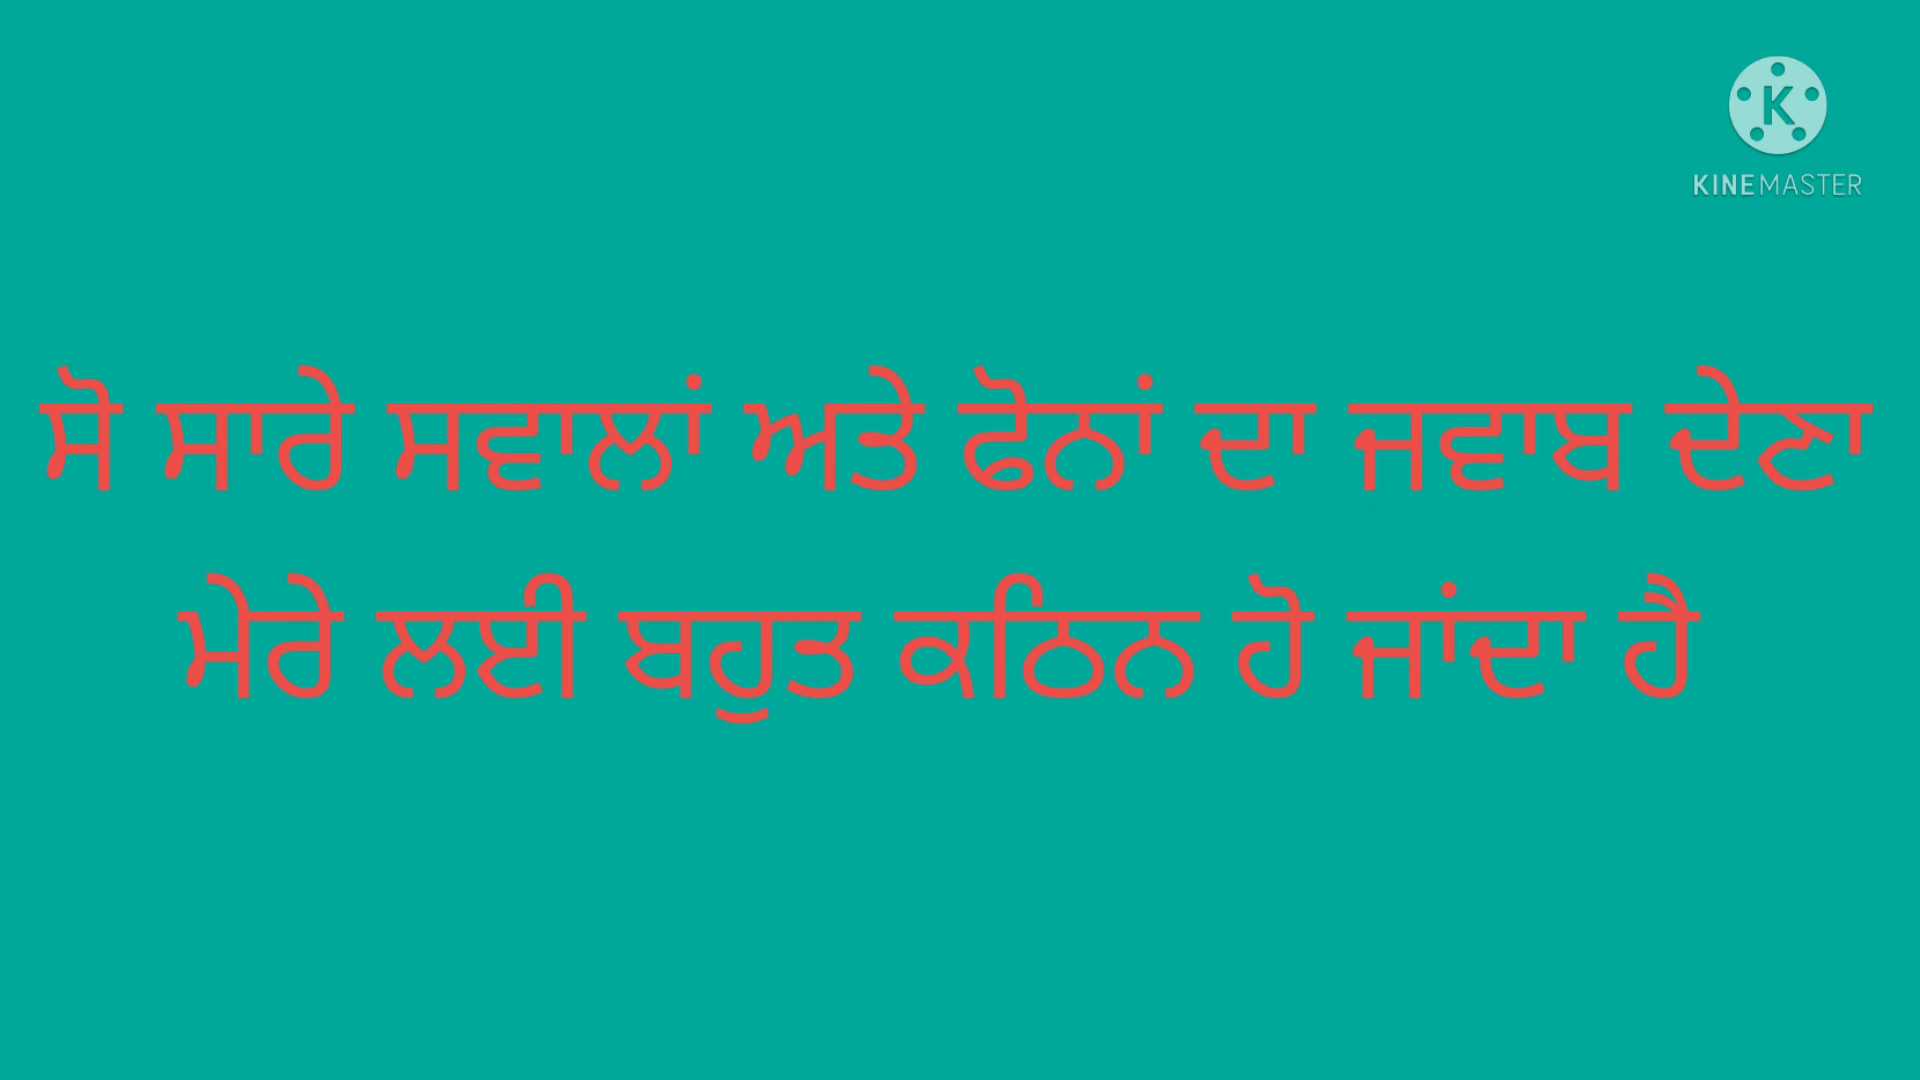 K
KINEMASTER
ਸੋ ਸਾਰੇ ਸਵਾਲਾਂ ਅਤੇ ਫੋਨਾਂ ਦਾ ਜਵਾਬ ਦੇਣਾ
ਮੇਰੇ ਲਈ ਬਹੁਤ ਕਠਿਨ ਹੋ ਜਾਂਦਾ ਹੈ